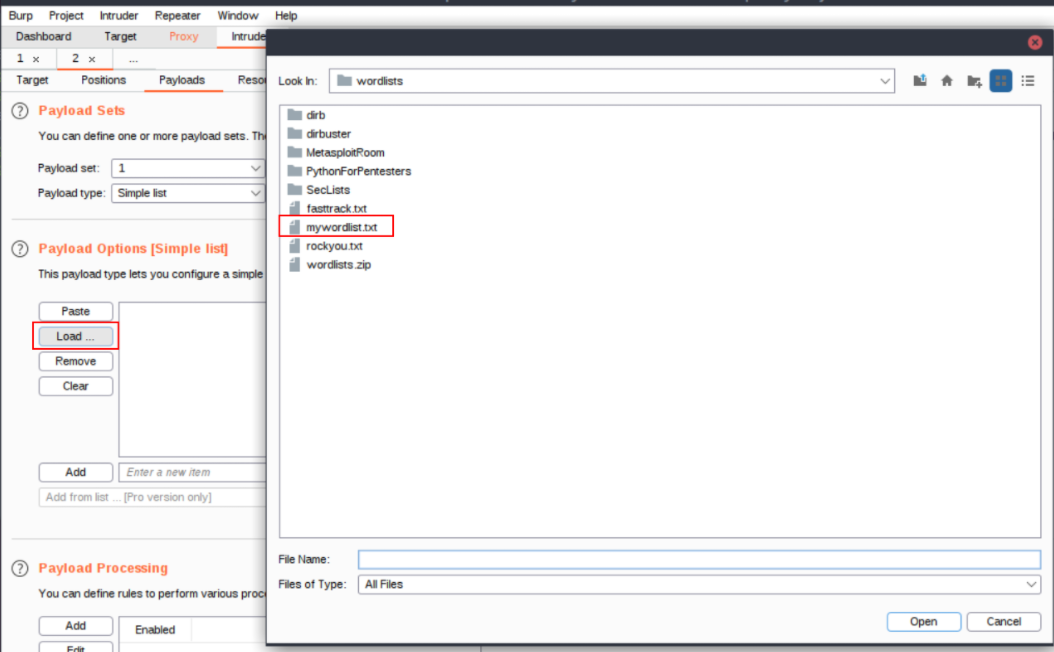 Burp Project Intruder Repeater Window Help
Dashboard Target Proxy Intrude
1 × 2 × ...
Target Positions Payloads Resou
? Payload Sets
You can define one or more payload sets. The
Payload set: 1
Payload type: Simple list
? Payload Options [Simple list]
This payload type lets you configure a simple
Paste
Load ...
Remove
Clear
Add Enter a new item
Add from list ... [Pro version only]
? Payload Processing
You can define rules to perform various proce
Add Enabled
Edit
Look In: wordlists
dirb
dirbuster
MetasploitRoom
PythonForPentesters
SecLists
fasttrack.txt
mywordlist.txt
rockyou.txt
wordlists.zip
File Name:
Files of Type: All Files
Open Cancel